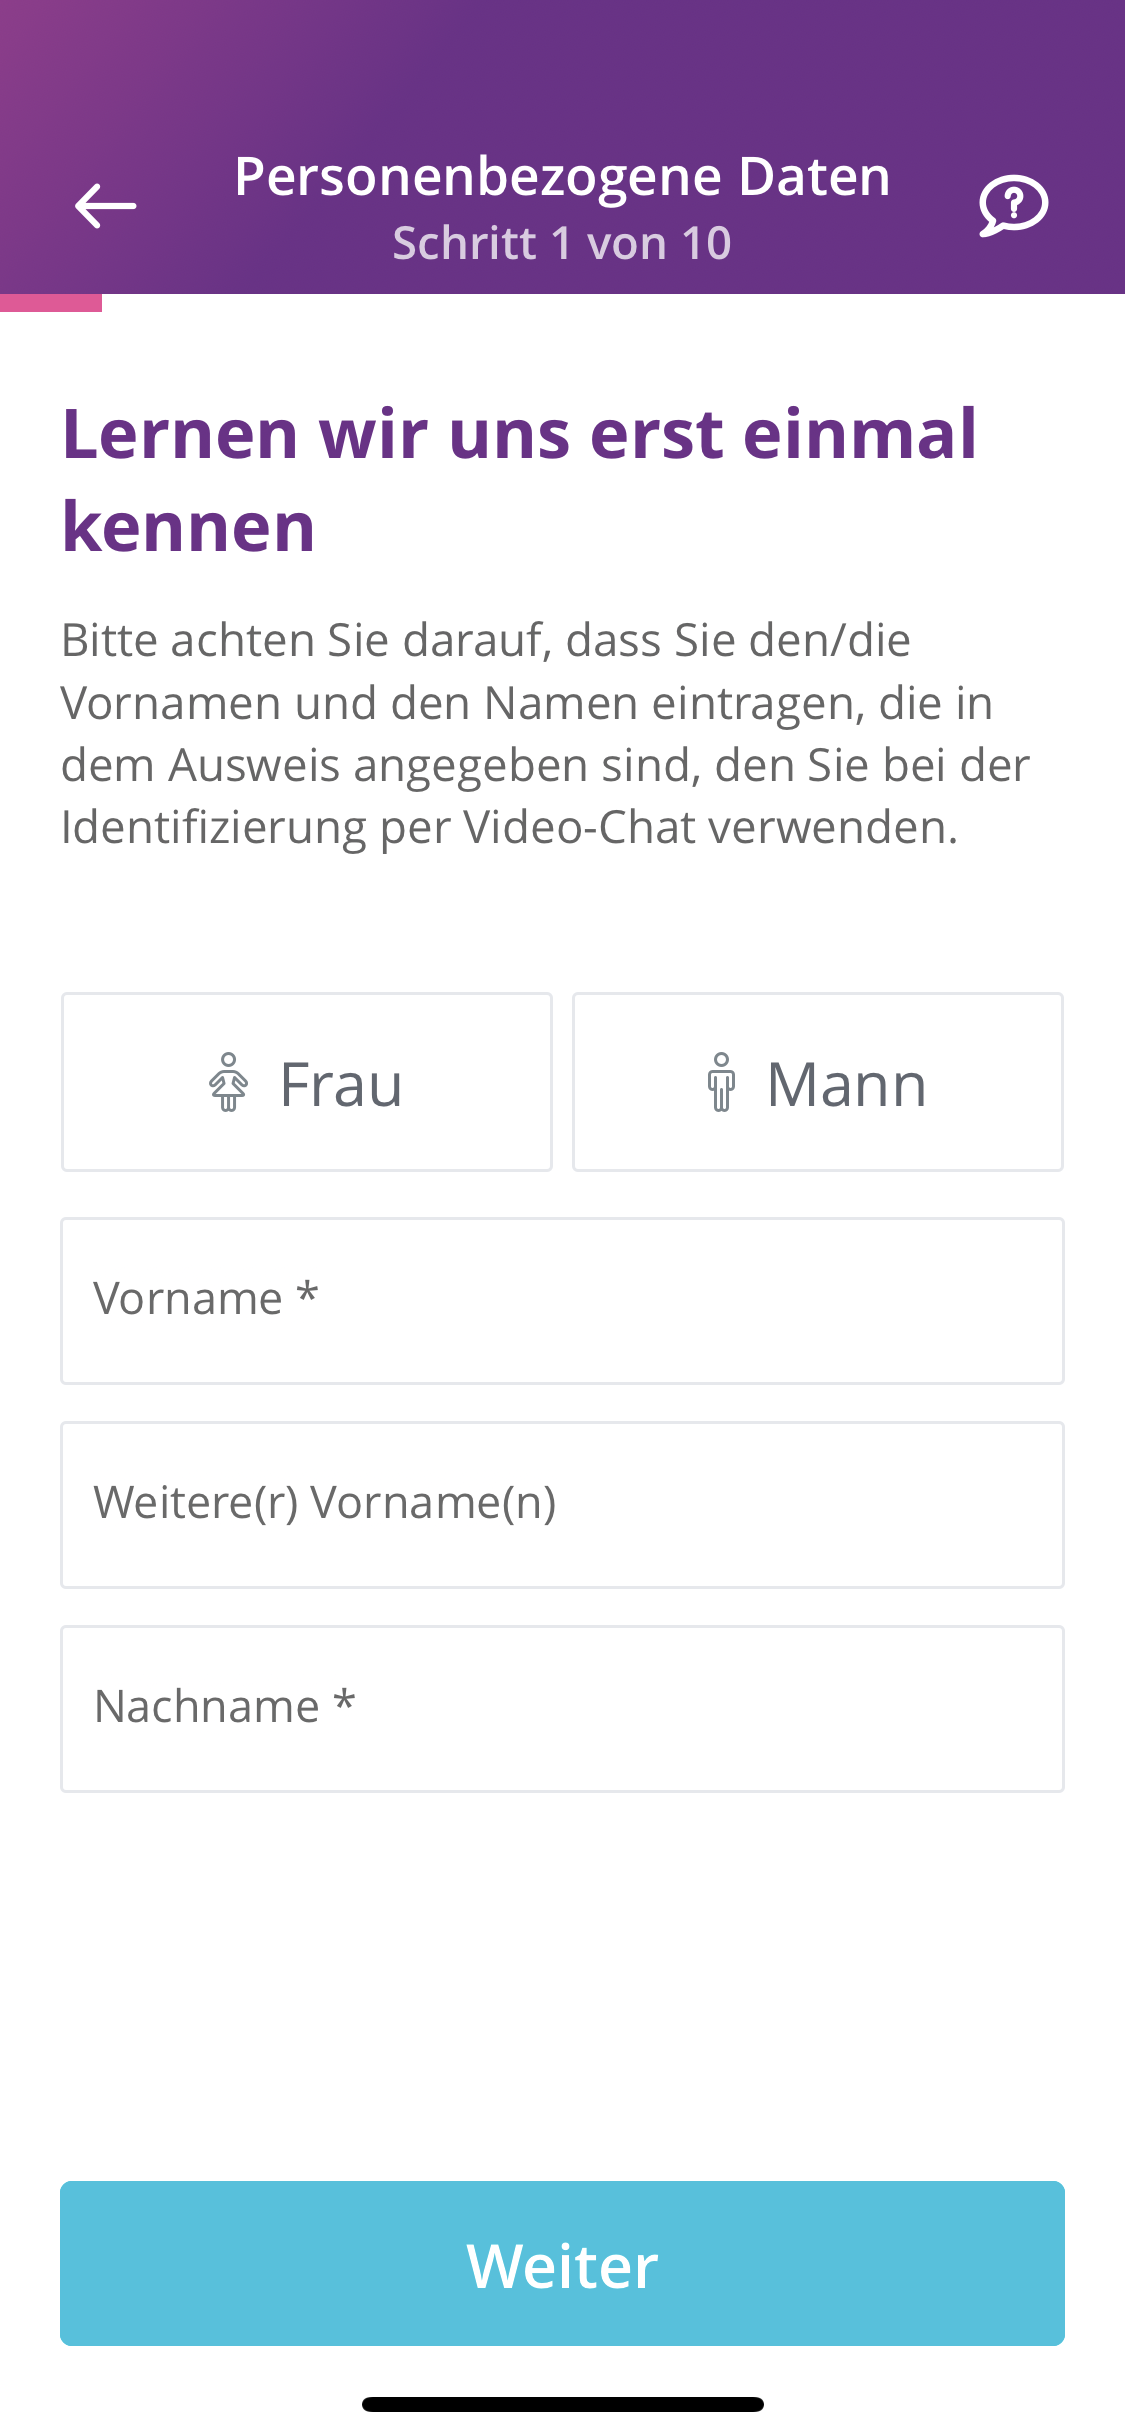 Personenbezogene Daten
Schritt 1 von 10
?
Lernen wir uns erst einmal
kennen
Bitte achten Sie darauf, dass Sie den/die
Vornamen und den Namen eintragen, die in
dem Ausweis angegeben sind, den Sie bei der
Identifizierung per Video-Chat verwenden.
Frau
Mann
Vorname *
Weitere(r) Vorname(n)
Nachname *
Weiter